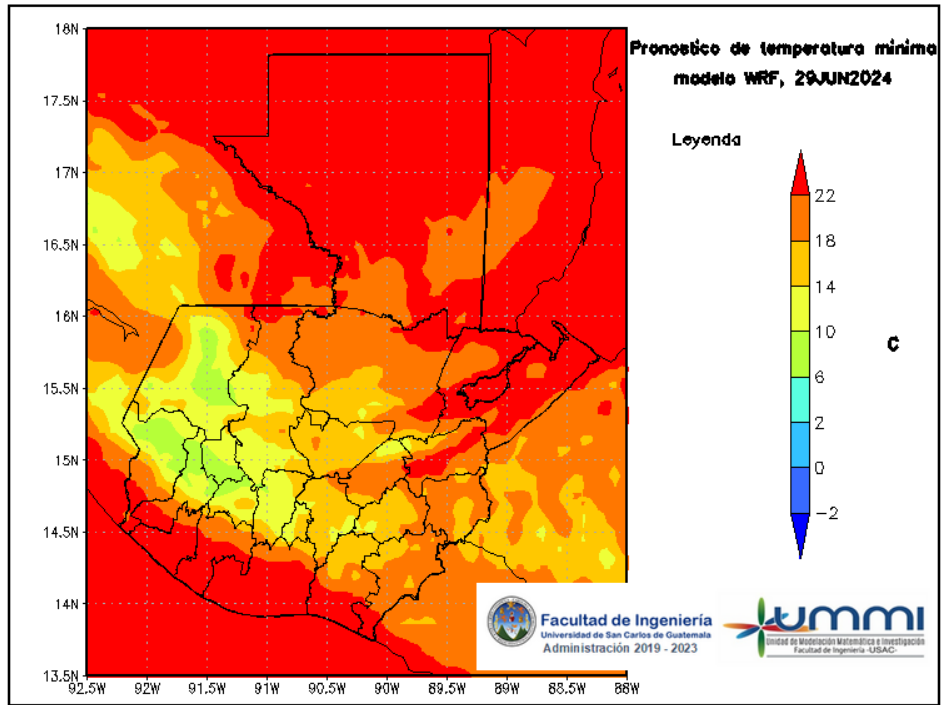 Pronostico de temperatura minima
modelo WRF, 29JUN2024
Leyenda
22
18
14
10
6
2
0
−2
C
18N
17.5N
17N
16.5N
16N
15.5N
15N
14.5N
14N
13.5N
92.5W 92W 91.5W 91W 90.5W 90W 89.5W 89W 88.5W 88W
Facultad de Ingeniería
Universidad de San Carlos de Guatemala
Administración 2019 - 2023
ummi
Unidad de Modelación Matemática e Investigación
Facultad de Ingeniería -USAC-